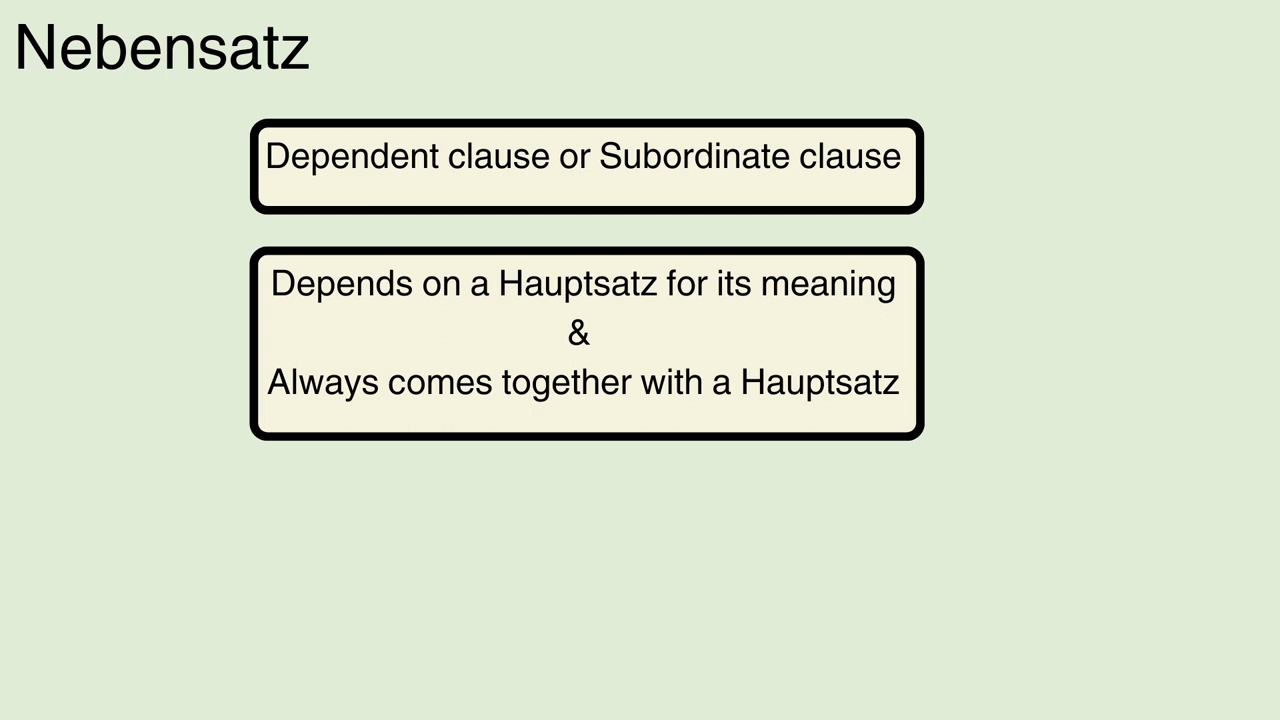 Nebensatz
Dependent clause or Subordinate clause
Depends on a Hauptsatz for its meaning
&
Always comes together with a Hauptsatz